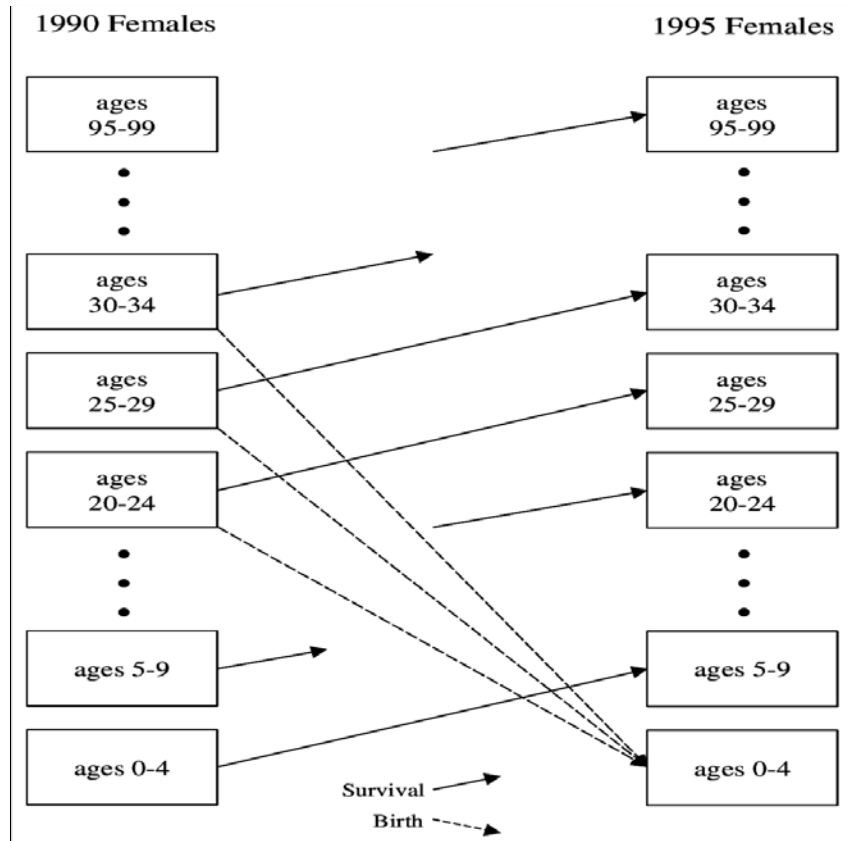 1990 Females
1995 Females
ages
95-99
ages
95-99
ages
30-34
ages
30-34
ages
25-29
ages
25-29
ages
20-24
ages
20-24
ages 5-9
ages 5-9
ages 0-4
ages 0-4
Survival
Birth